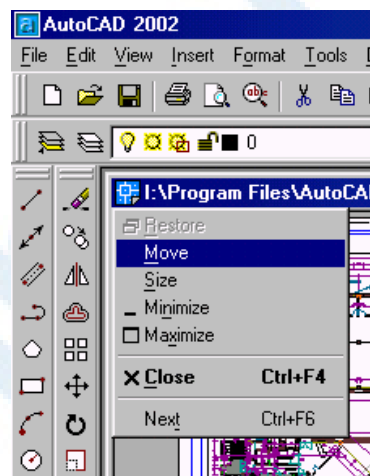 AutoCAD 2002
File Edit View Insert Format Tools
abc
0
I:\Program Files\AutoCA
Restore
Move
Size
Minimize
Maximize
Close Ctrl+F4
Next Ctrl+F6